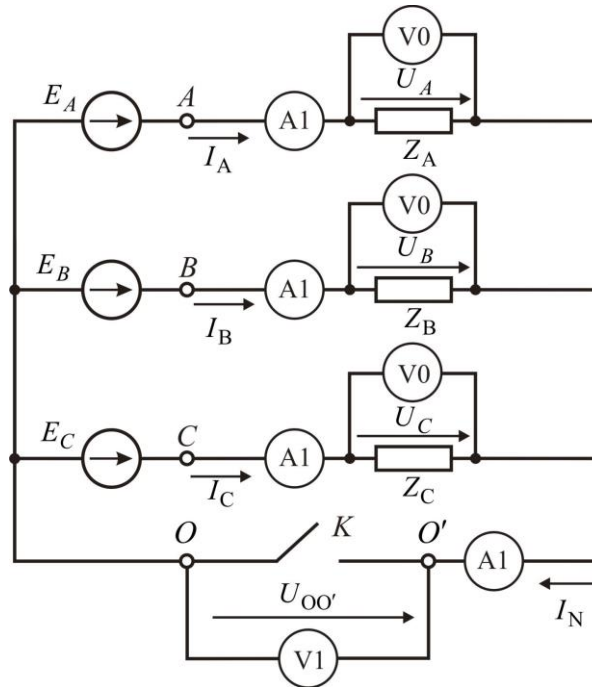 V0
E_A A U_A
A1
I_A Z_A
V0
E_B B U_B
A1
I_B Z_B
V0
E_C C U_C
A1
I_C Z_C
O K O′
A1
U_OO′ I_N
V1